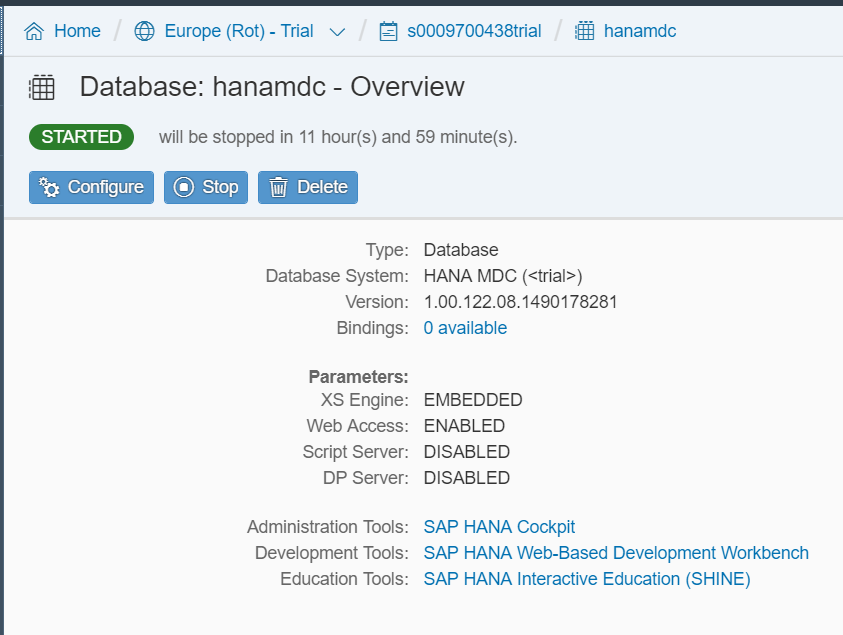 Home / Europe (Rot) - Trial / s0009700438trial / hanamdc
Database: hanamdc - Overview
STARTED will be stopped in 11 hour(s) and 59 minute(s).
Configure Stop Delete
Type: Database
Database System: HANA MDC (<trial>)
Version: 1.00.122.08.1490178281
Bindings: 0 available
Parameters:
XS Engine: EMBEDDED
Web Access: ENABLED
Script Server: DISABLED
DP Server: DISABLED
Administration Tools: SAP HANA Cockpit
Development Tools: SAP HANA Web-Based Development Workbench
Education Tools: SAP HANA Interactive Education (SHINE)